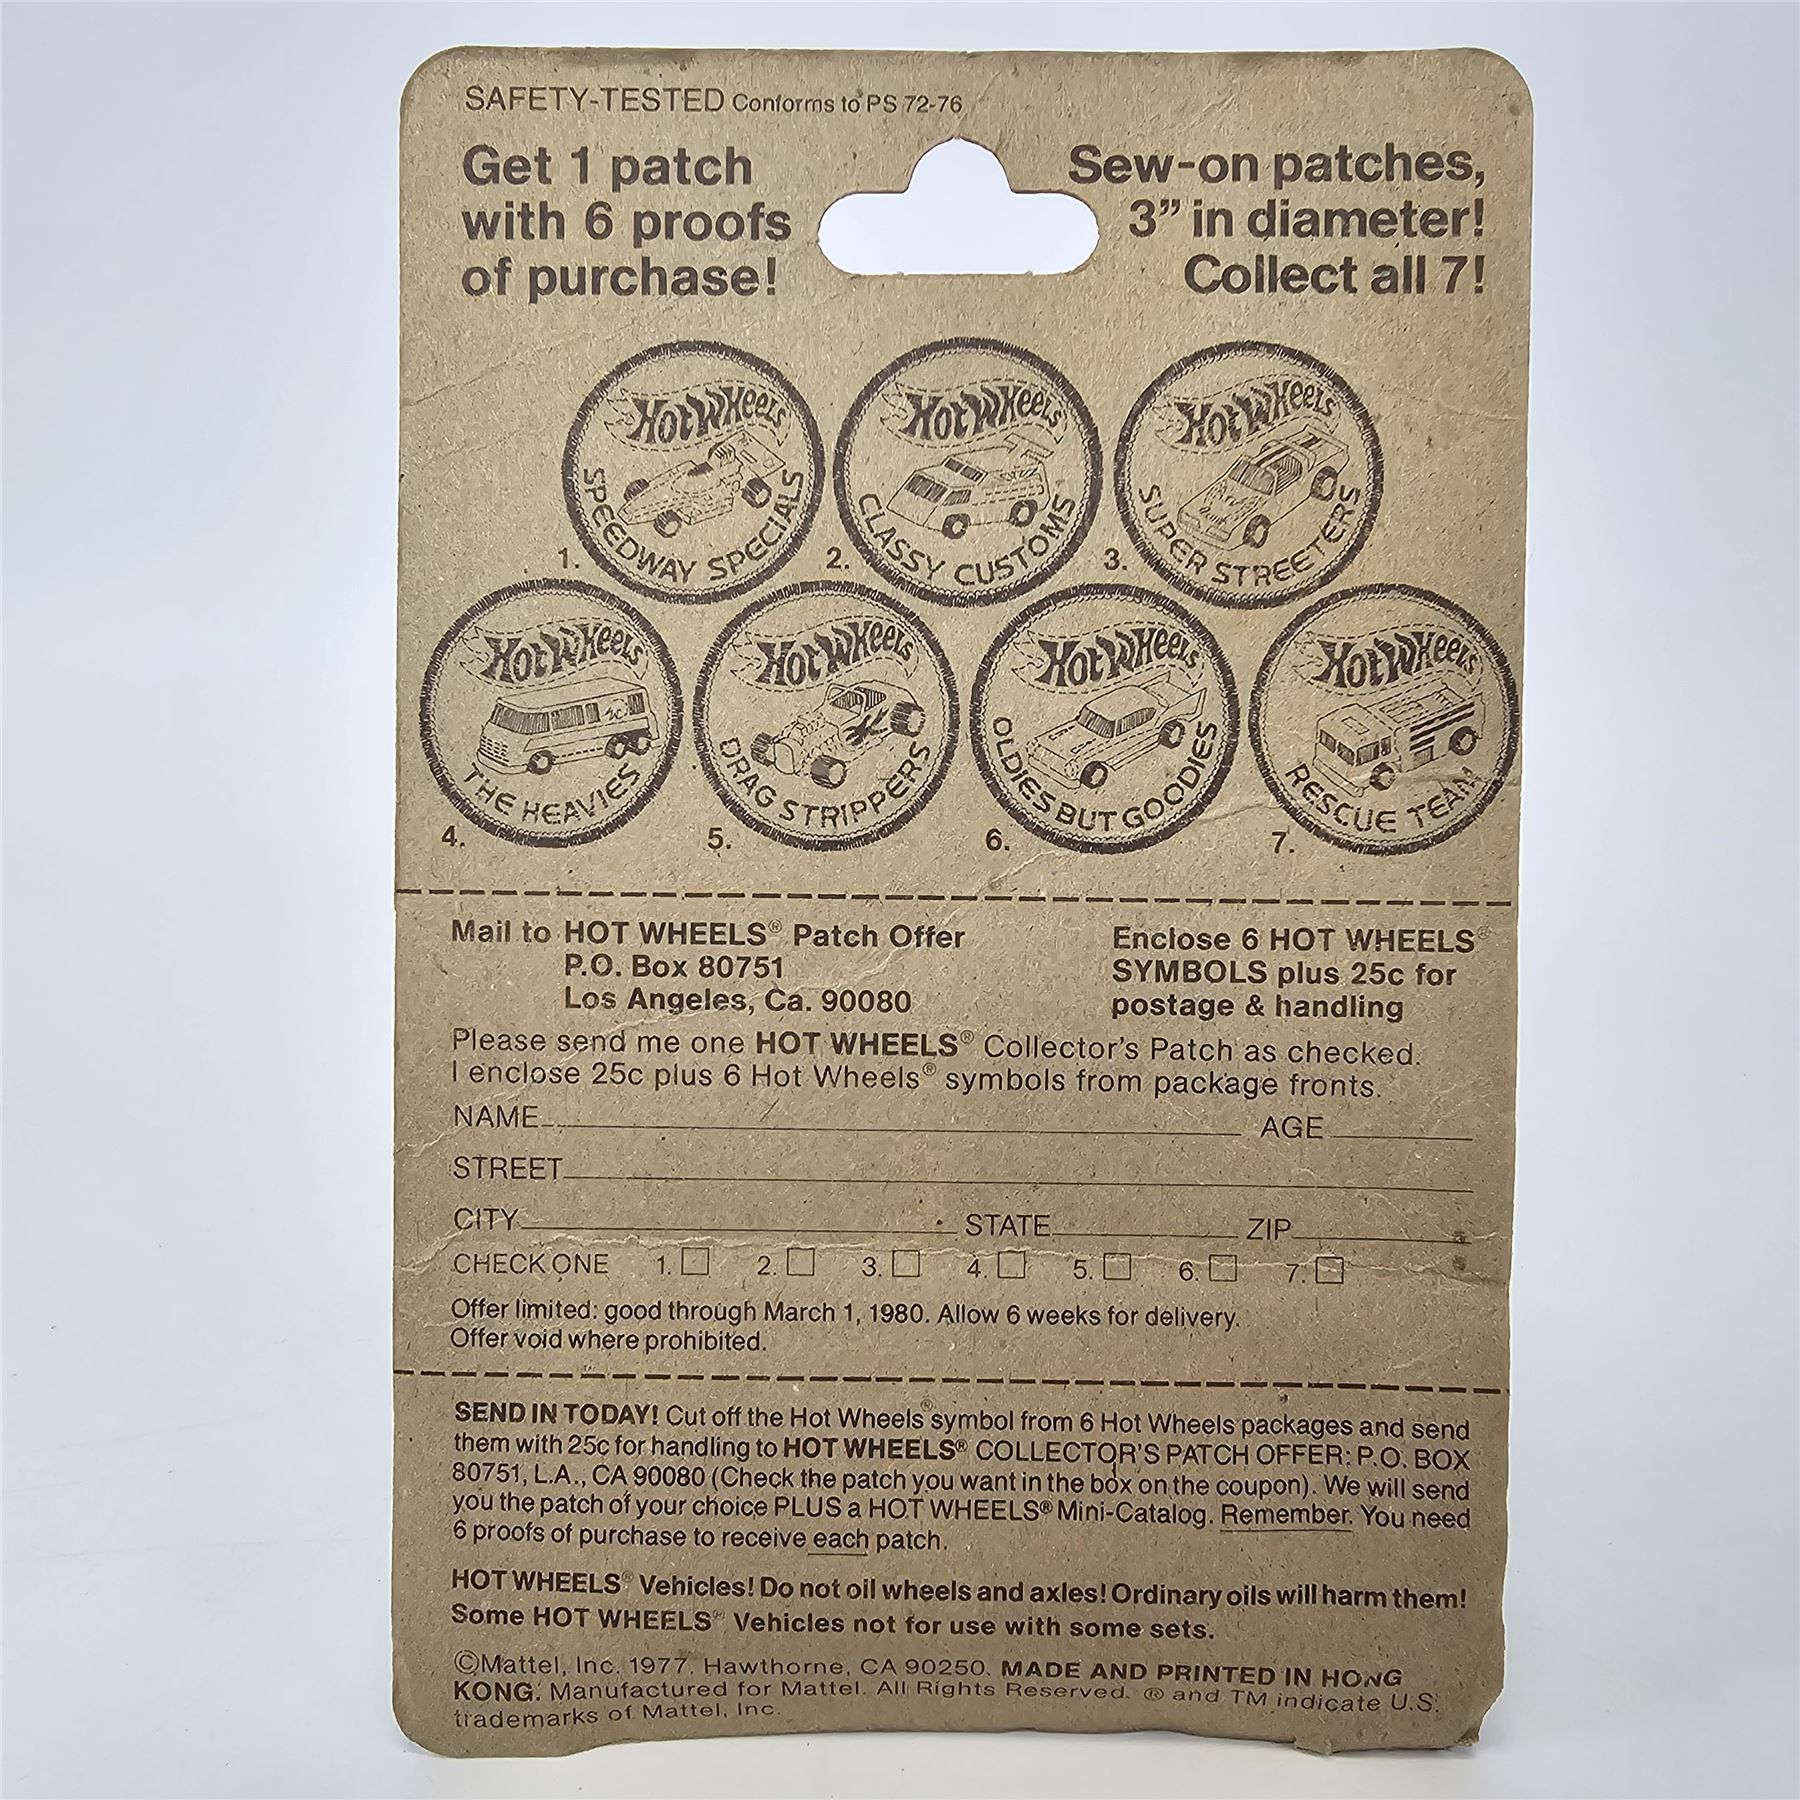 SAFETY-TESTED Conforms to PS 72-76
Get 1 patch
with 6 proofs
of purchase!
Sew-on patches,
3” in diameter!
Collect all 7!
Hot Wheels
SPEEDWAY SPECIALS
1.
Hot Wheels
CLASSY CUSTOMS
2.
Hot Wheels
SUPER STREETERS
3.
Hot Wheels
THE HEAVIES
4.
Hot Wheels
DRAG STRIPPERS
5.
Hot Wheels
OLDIES BUT GOODIES
6.
Hot Wheels
RESCUE TEAM
7.
Mail to HOT WHEELS® Patch Offer
P.O. Box 80751
Los Angeles, Ca. 90080
Enclose 6 HOT WHEELS®
SYMBOLS plus 25c for
postage & handling
Please send me one HOT WHEELS® Collector's Patch as checked.
I enclose 25c plus 6 Hot Wheels® symbols from package fronts.
NAME AGE
STREET
CITY STATE ZIP
CHECK ONE 1. 2. 3. 4. 5. 6. 7.
Offer limited: good through March 1, 1980. Allow 6 weeks for delivery.
Offer void where prohibited.
SEND IN TODAY! Cut off the Hot Wheels® symbol from 6 Hot Wheels packages and send
them with 25c for handling to HOT WHEELS® COLLECTOR'S PATCH OFFER: P.O. BOX
80751, L.A., CA 90080 (Check the patch you want in the box on the coupon). We will send
you the patch of your choice PLUS a HOT WHEELS® Mini-Catalog. Remember. You need
6 proofs of purchase to receive each patch.
HOT WHEELS® Vehicles! Do not oil wheels and axles! Ordinary oils will harm them!
Some HOT WHEELS® Vehicles not for use with some sets.
©Mattel, Inc. 1977. Hawthorne, CA 90250. MADE AND PRINTED IN HONG
KONG. Manufactured for Mattel. All Rights Reserved. ® and TM indicate U.S.
trademarks of Mattel, Inc.